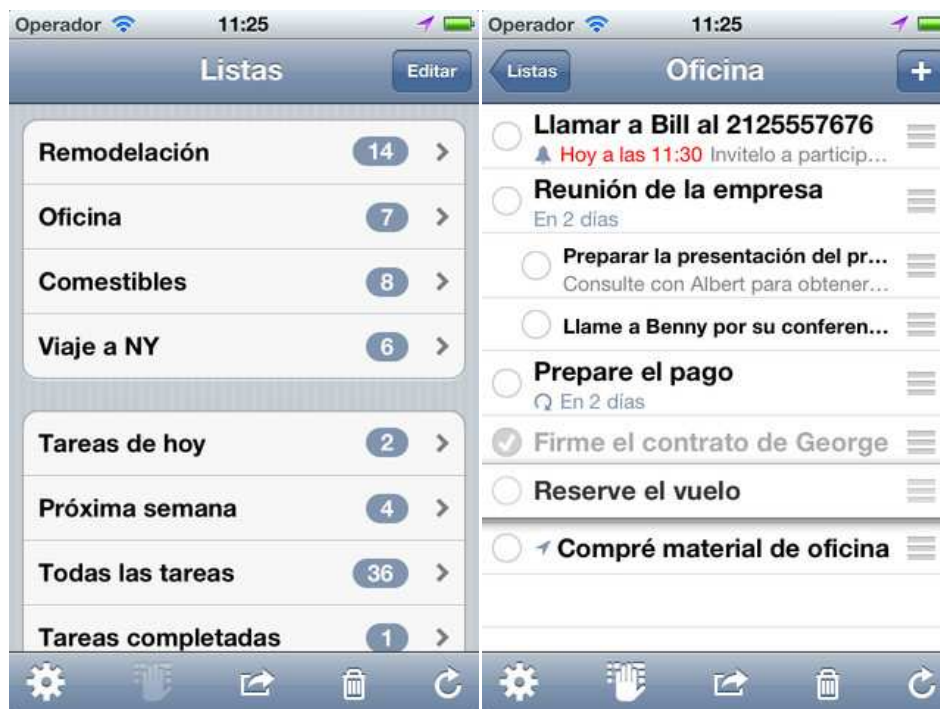 Operador 11:25
Listas Editar
Remodelación 14
Oficina 7
Comestibles 8
Viaje a NY 6
Tareas de hoy 2
Próxima semana 4
Todas las tareas 36
Tareas completadas 1
Operador 11:25
Listas Oficina +
Llamar a Bill al 2125557676
Hoy a las 11:30 Invitelo a particip...
Reunión de la empresa
En 2 días
Preparar la presentación del pr...
Consulte con Albert para obtener...
Llame a Benny por su conferen...
Prepare el pago
En 2 días
Firme el contrato de George
Reserve el vuelo
Compré material de oficina